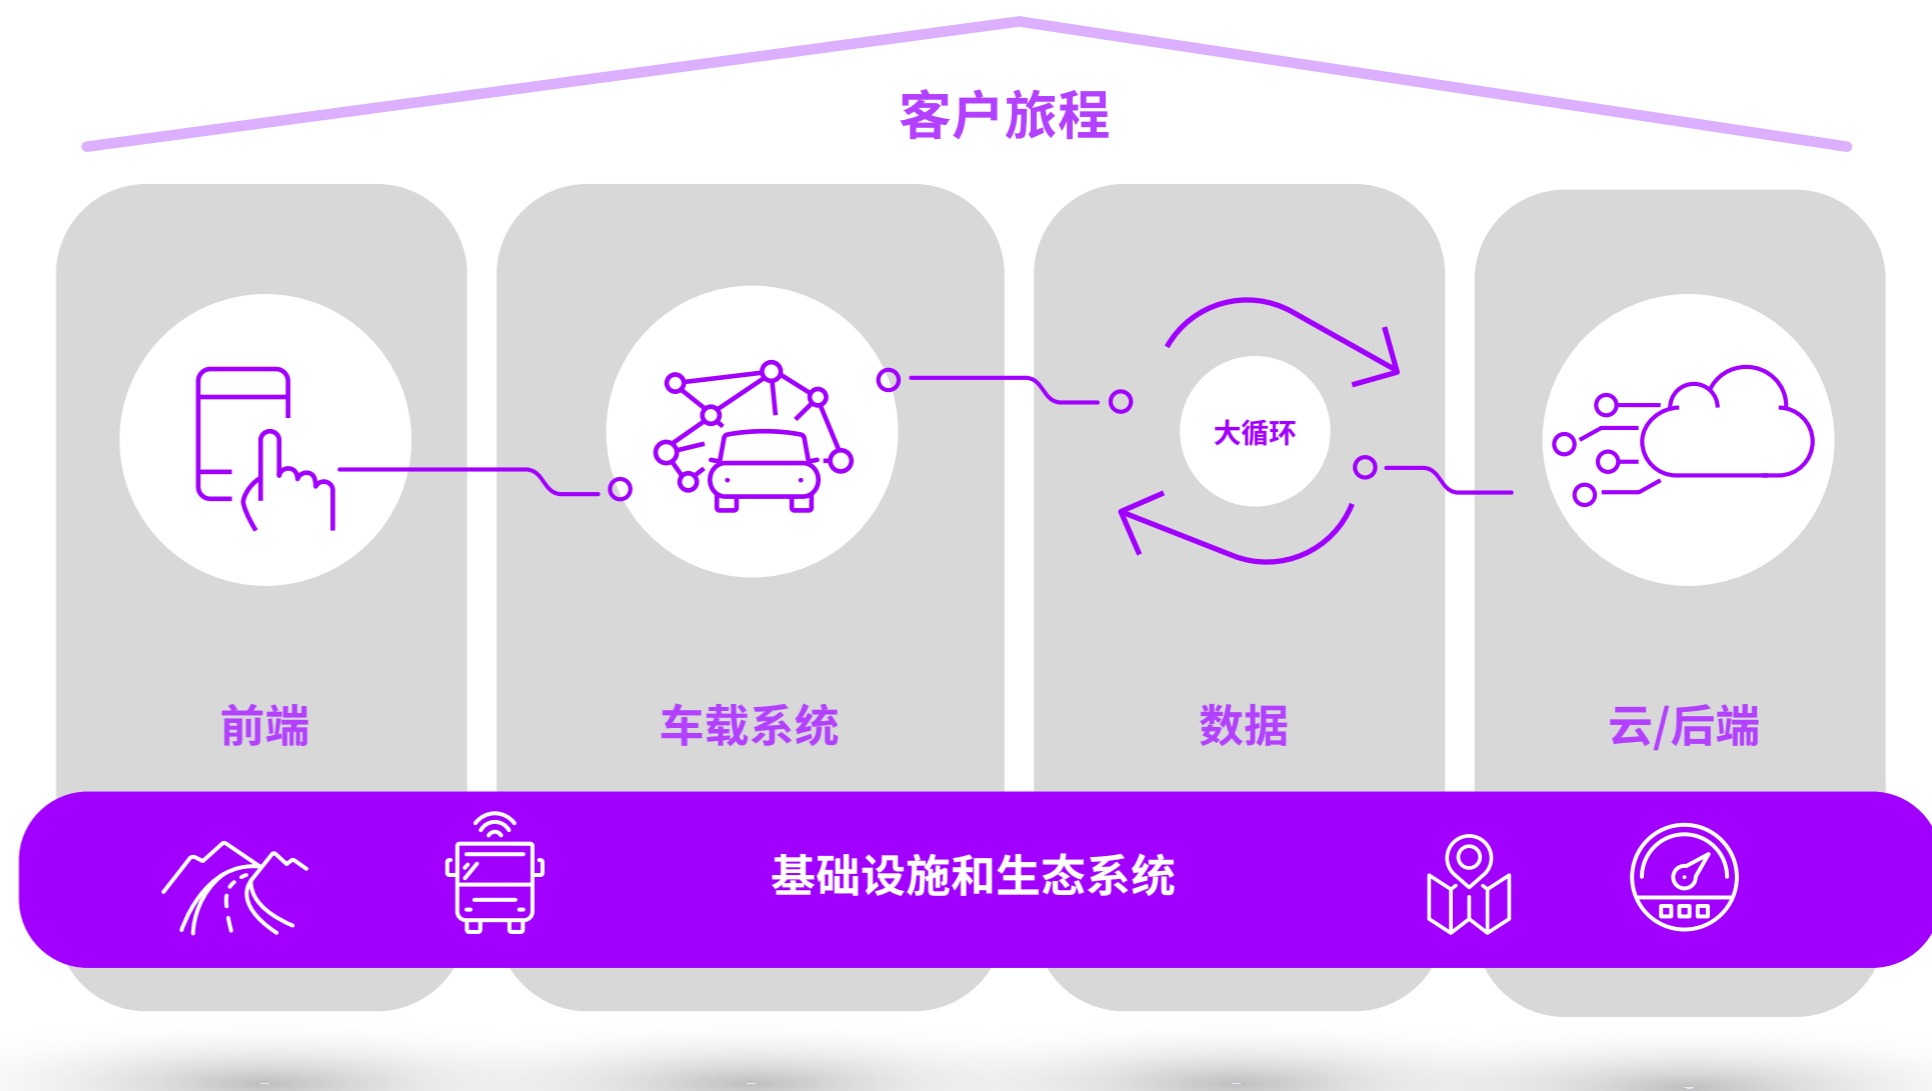 客户旅程
大循环
前端
车载系统
数据
云/后端
基础设施和生态系统